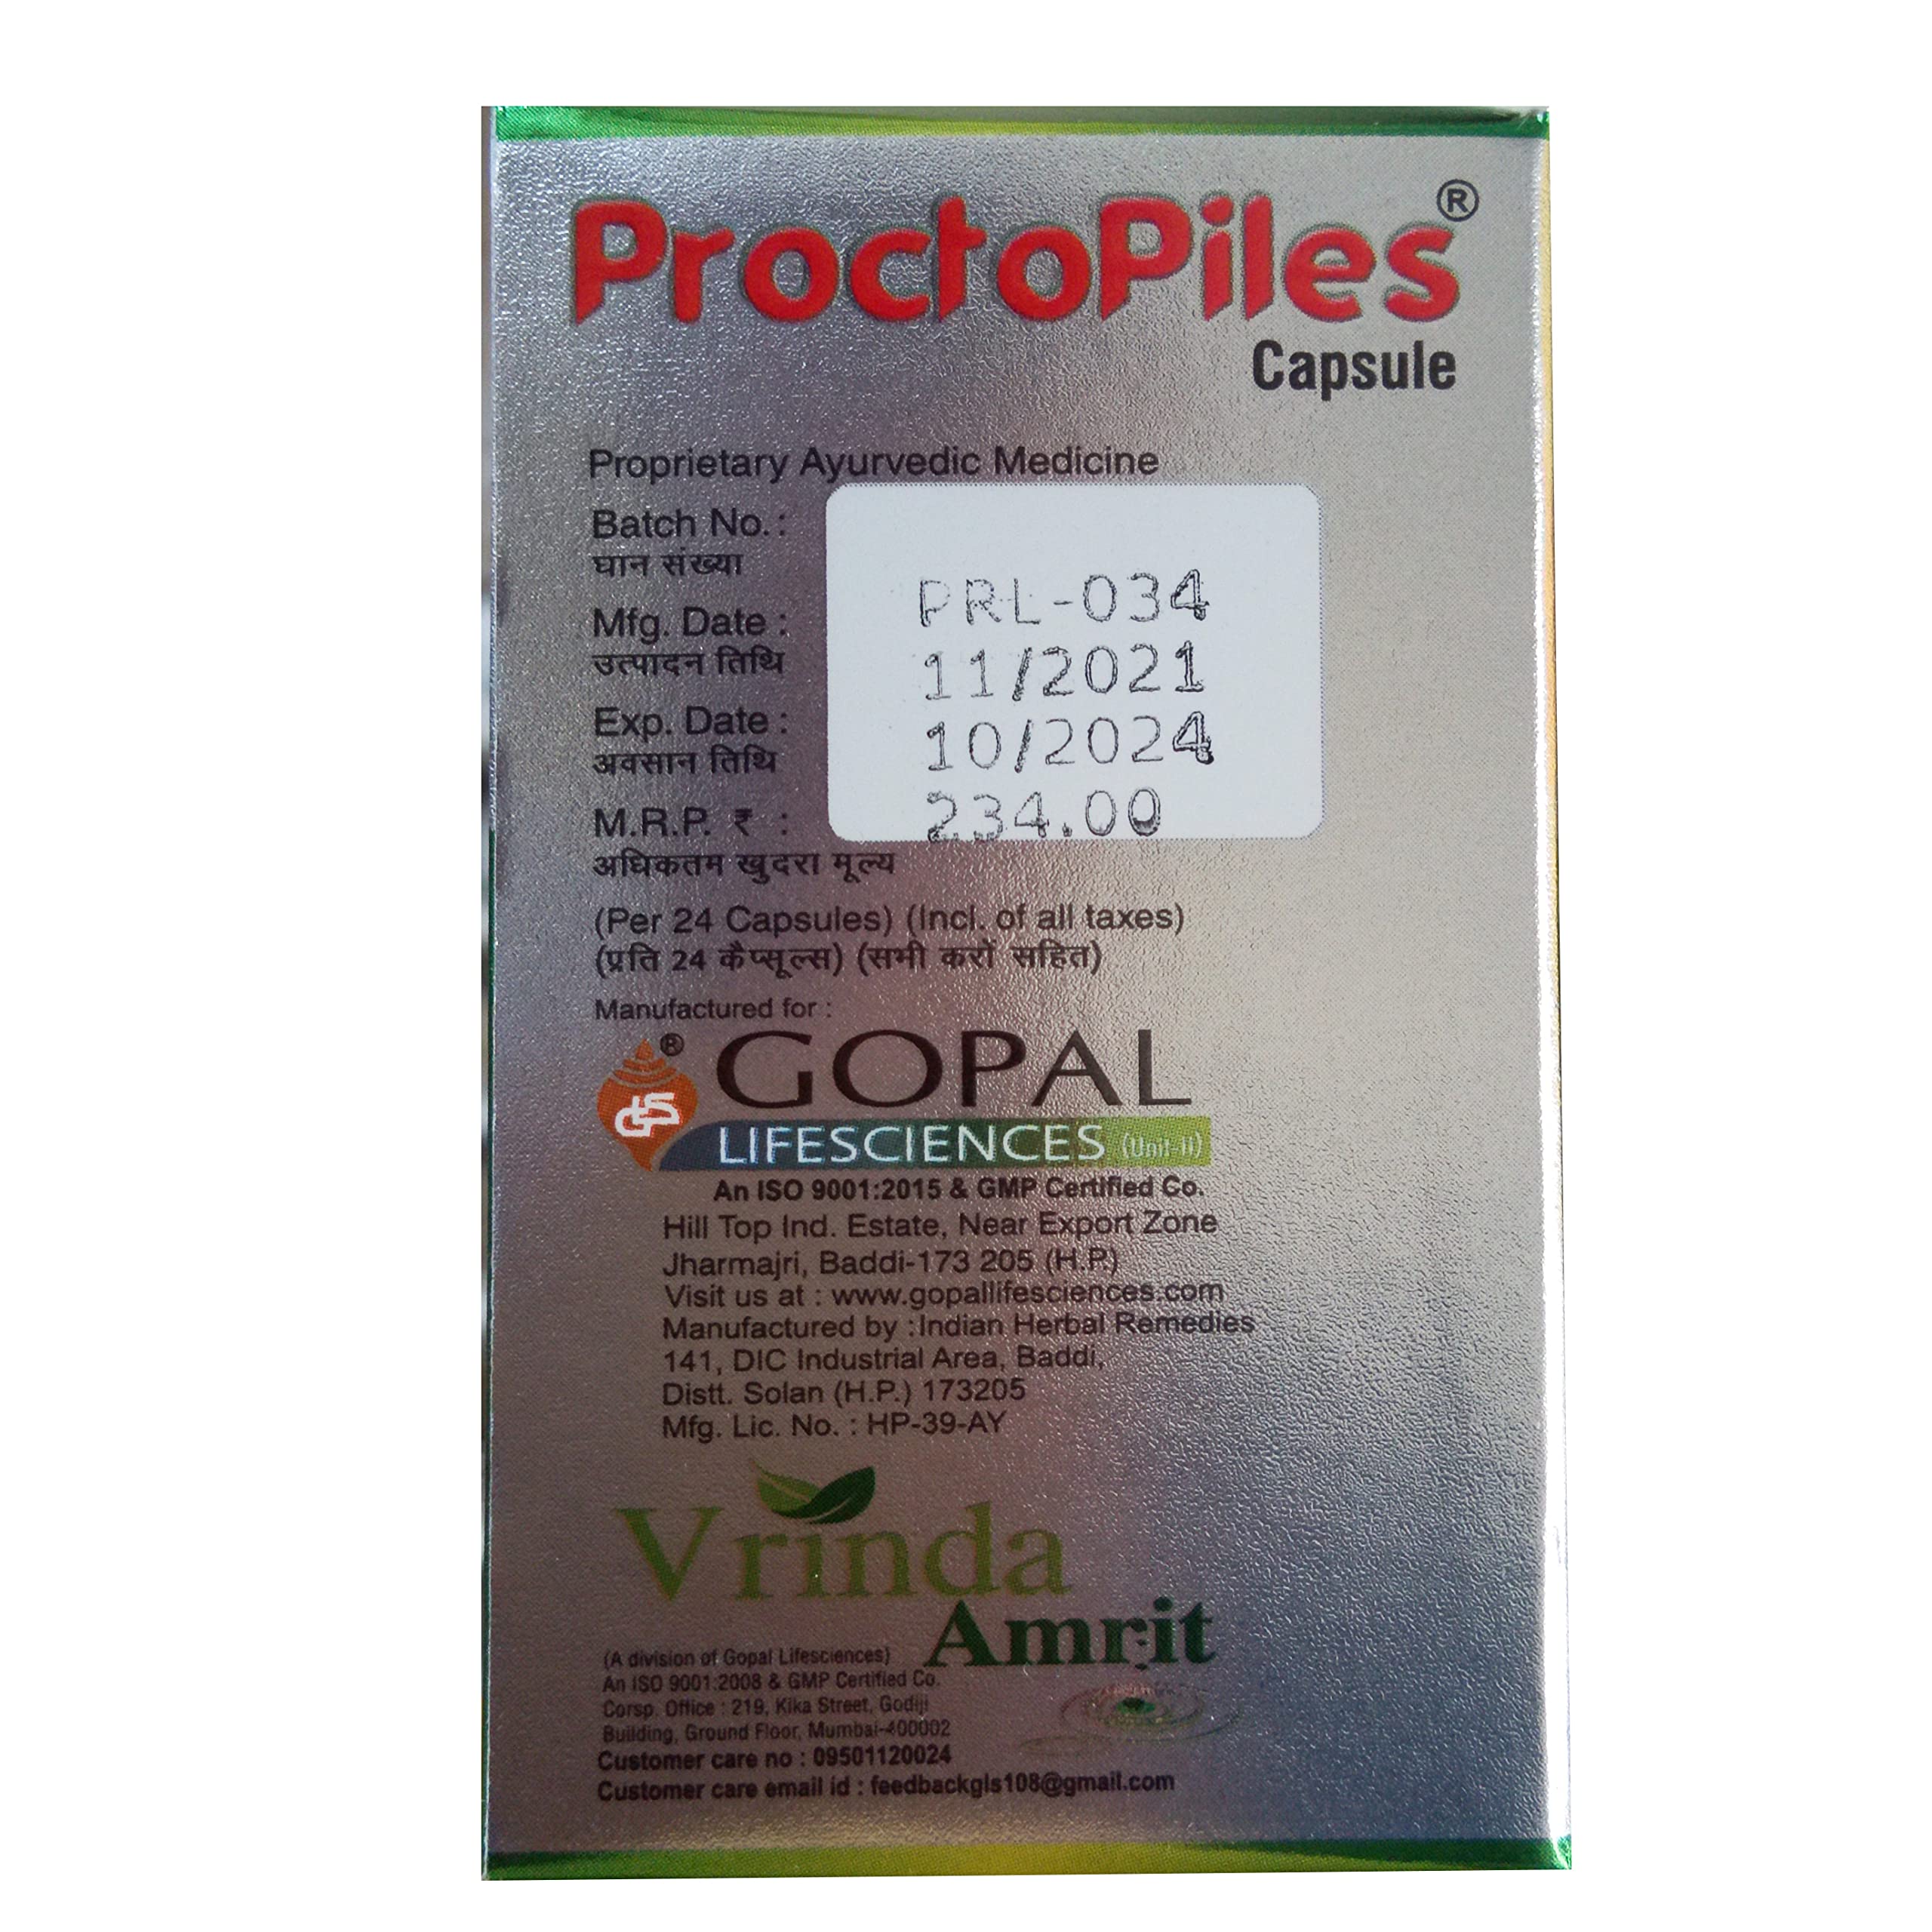 ProctoPiles®
Capsule
Proprietary Ayurvedic Medicine
Batch No. : PRL-034
घान संख्या
Mfg. Date : 11/2021
उत्पादन तिथि
Exp. Date : 10/2024
अवसान तिथि
M.R.P. ₹ : 234.00
अधिकतम खुदरा मूल्य
(Per 24 Capsules) (Incl. of all taxes)
(प्रति 24 कैप्सूल्स) (सभी करों सहित)
Manufactured for :
® GOPAL
LIFESCIENCES (Unit-II)
An ISO 9001:2015 & GMP Certified Co.
Hill Top Ind. Estate, Near Export Zone
Jharmajri, Baddi-173 205 (H.P.)
Visit us at : www.gopallifesciences.com
Manufactured by :Indian Herbal Remedies
141, DIC Industrial Area, Baddi,
Distt. Solan (H.P.) 173205
Mfg. Lic. No. : HP-39-AY
Vrinda
Amrit
(A division of Gopal Lifesciences)
An ISO 9001:2008 & GMP Certified Co.
Corsp. Office : 219, Kika Street, Godiji
Building, Ground Floor, Mumbai-400002
Customer care no : 09501120024
Customer care email id : feedbackgls108@gmail.com